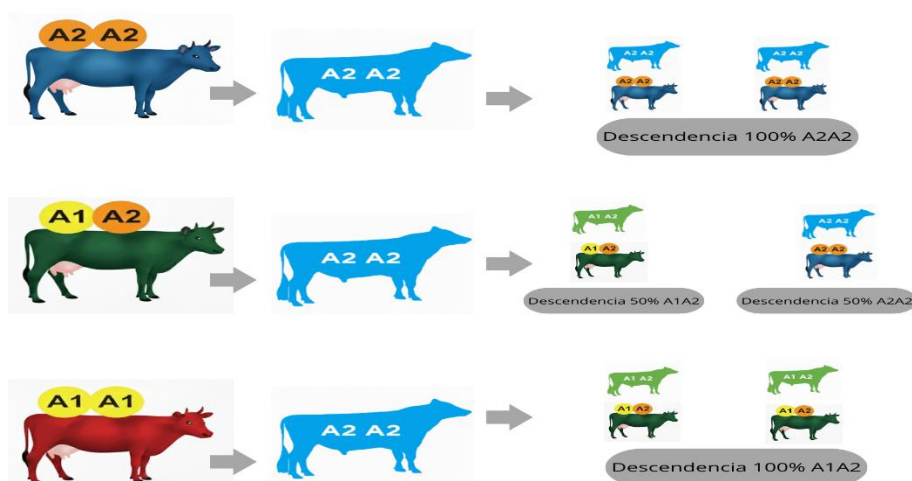 A2 A2
A2 A2
A2 A2
A2 A2
A2 A2
A2 A2
Descendencia 100% A2A2
A1 A2
A2 A2
A1 A2
A2 A2
A1 A2
A2 A2
Descendencia 50% A1A2
Descendencia 50% A2A2
A1 A1
A2 A2
A1 A2
A1 A2
A1 A2
A1 A2
Descendencia 100% A1A2